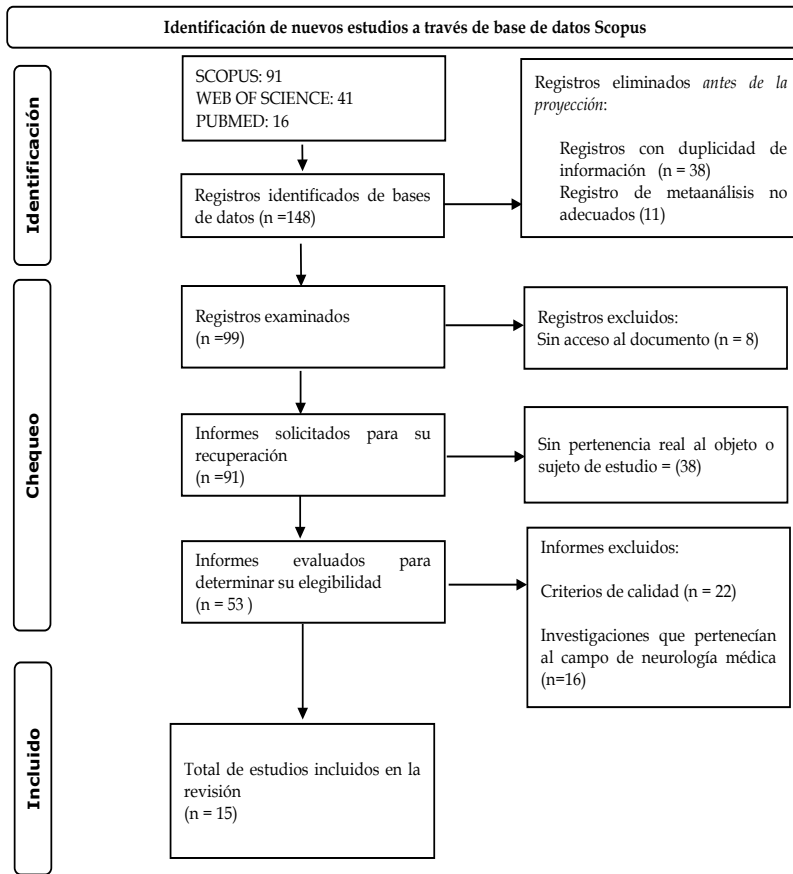 Identificación de nuevos estudios a través de base de datos Scopus
Identificación
SCOPUS: 91
WEB OF SCIENCE: 41
PUBMED: 16
Registros eliminados antes de la
proyección:
Registros con duplicidad de
información (n = 38)
Registro de metaanálisis no
adecuados (11)
Registros identificados de bases
de datos (n =148)
Chequeo
Registros examinados
(n =99)
Registros excluidos:
Sin acceso al documento (n = 8)
Informes solicitados para su
recuperación
(n =91)
Sin pertenencia real al objeto o
sujeto de estudio = (38)
Informes evaluados para
determinar su elegibilidad
(n = 53 )
Informes excluidos:
Criterios de calidad (n = 22)
Investigaciones que pertenecían
al campo de neurología médica
(n=16)
Incluido
Total de estudios incluidos en la
revisión
(n = 15)